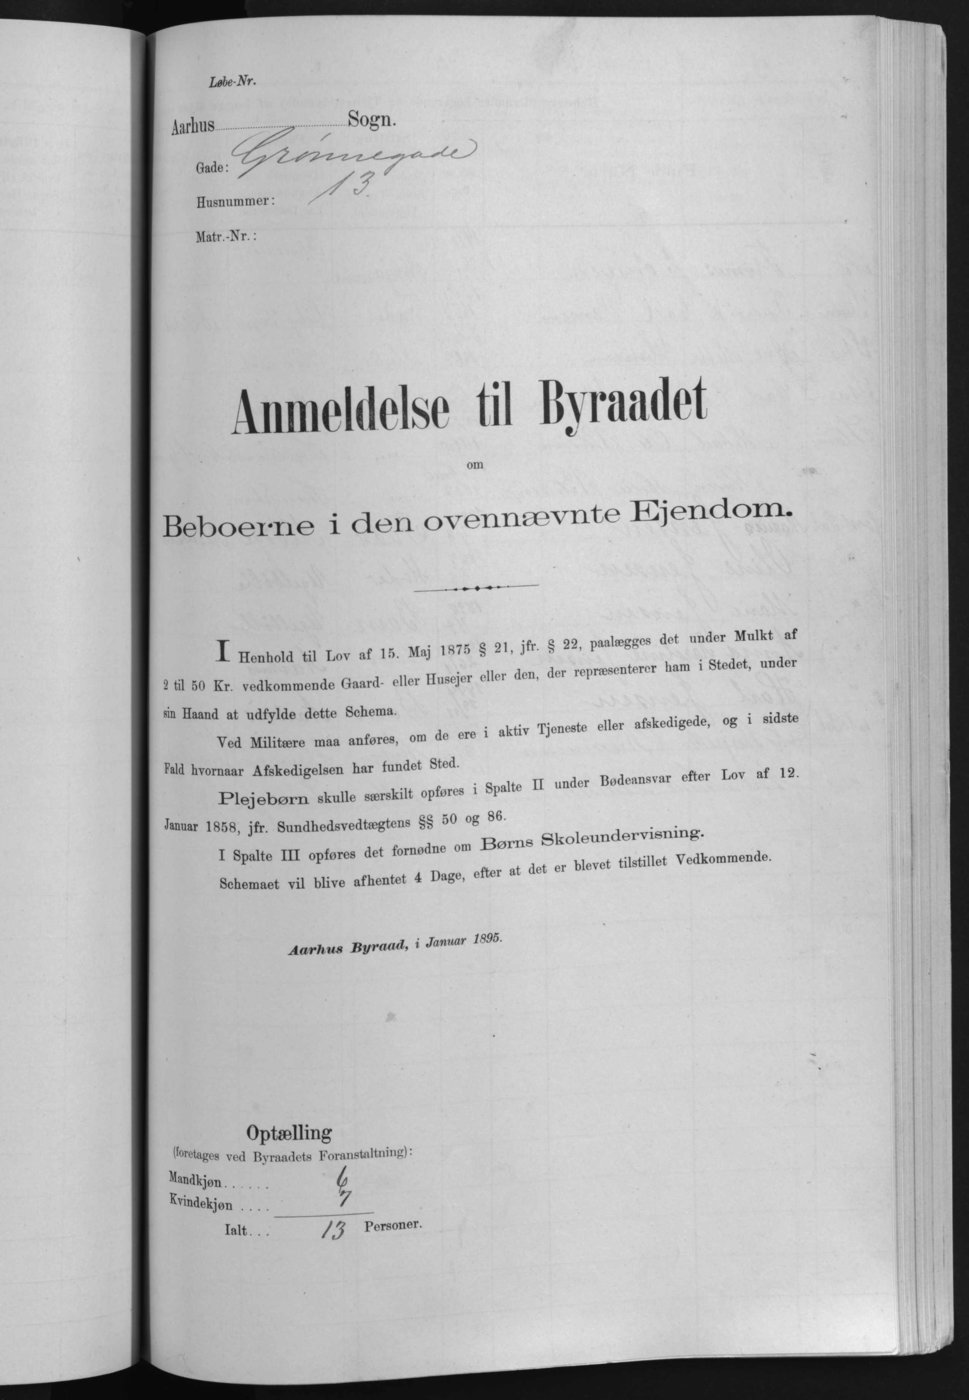 Løbe-Nr.
Aarhus Sogn.
Gade: Grønnegade
Husnummer: 13.
Matr.-Nr.:
Anmeldelse til Byraadet
om
Beboerne i den ovennævnte Ejendom.
I Henhold til Lov af 15. Maj 1875 § 21, jfr. § 22, paalægges det under Mulkt af
2 til 50 Kr. vedkommende Gaard- eller Husejer eller den, der repræsenterer ham i Stedet, under
sin Haand at udfylde dette Schema.
Ved Militære maa anføres, om de ere i aktiv Tjeneste eller afskedigede, og i sidste
Fald hvornaar Afskedigelsen har fundet Sted.
Plejebørn skulle særskilt opføres i Spalte II under Bødeansvar efter Lov af 12.
Januar 1858, jfr. Sundhedsvedtægtens §§ 50 og 86.
I Spalte III opføres det fornødne om Børns Skoleundervisning.
Schemaet vil blive afhentet 4 Dage, efter at det er blevet tilstillet Vedkommende.
Aarhus Byraad, i Januar 1895.
Optælling
(foretages ved Byraadets Foranstaltning):
Mandkjøn...... 6
Kvindekjøn .... 7
Ialt... 13 Personer.